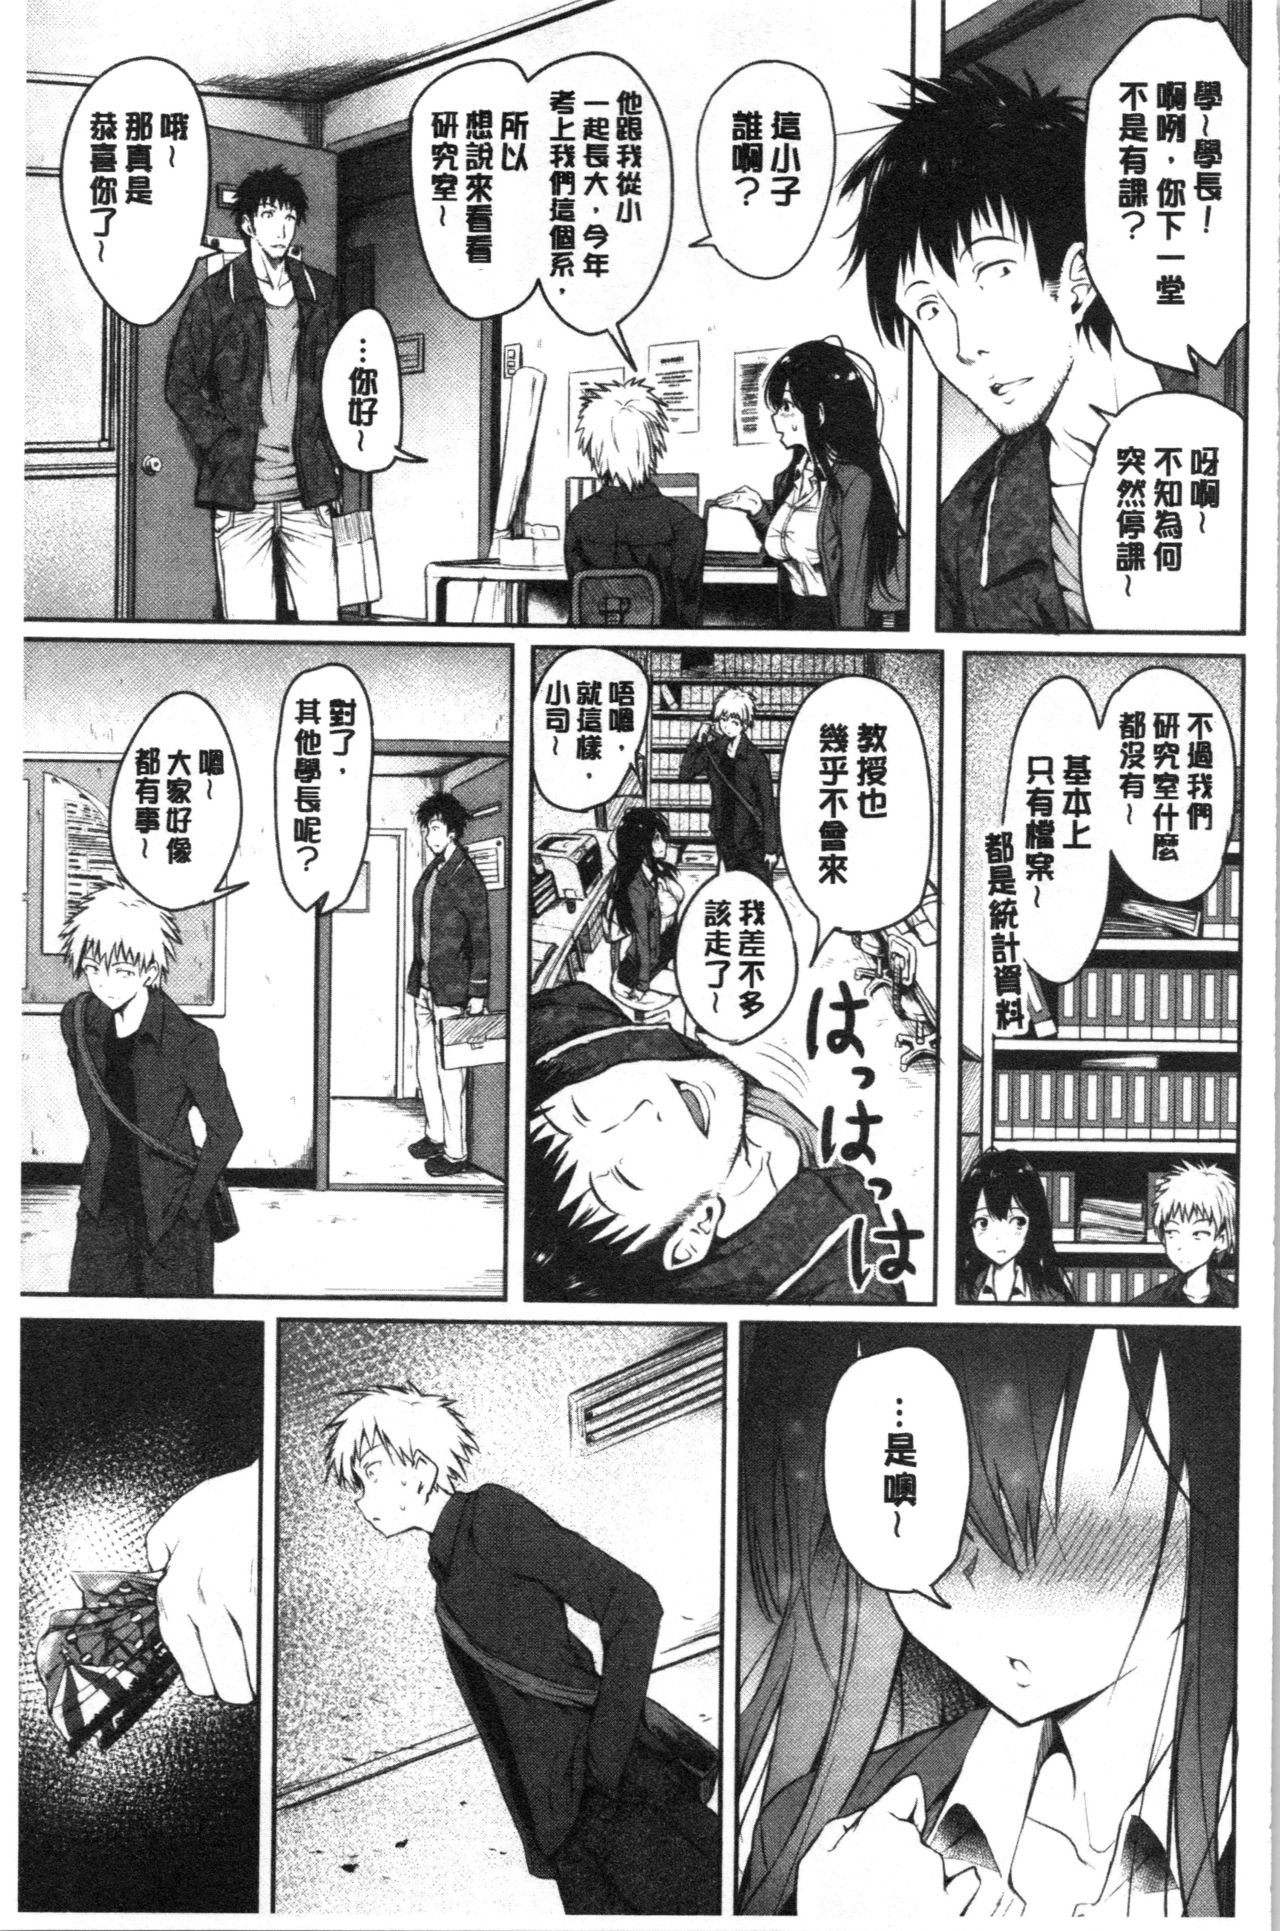 學~學長！
啊咧，你下一堂
不是有課？
呀啊~
不知為何
突然停課~
這小子
誰啊？
他跟我從小
一起長大，今年
考上我們這個系，
所以
想說來看看
研究室~
…你好~
哦~
那真是
恭喜你了~
不過我們
研究室什麼
都沒有~
基本上
只有檔案~
都是統計資料
教授也
幾乎不會來
はっはっはっは
我差不多
該走了~
唔嗯，
就這樣，
小司~
對了，
其他學長呢？
嗯~
大家好像
都有事~
…是噢~